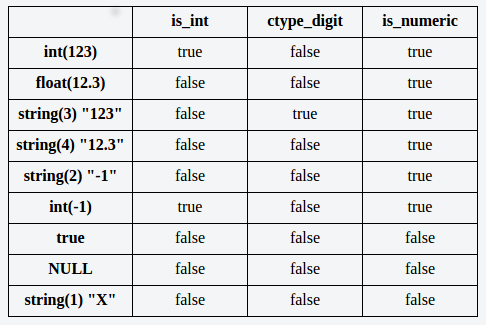 is_int ctype_digit is_numeric
int(123) true false true
float(12.3) false false true
string(3) "123" false true true
string(4) "12.3" false false true
string(2) "-1" false false true
int(-1) true false true
true false false false
NULL false false false
string(1) "X" false false false